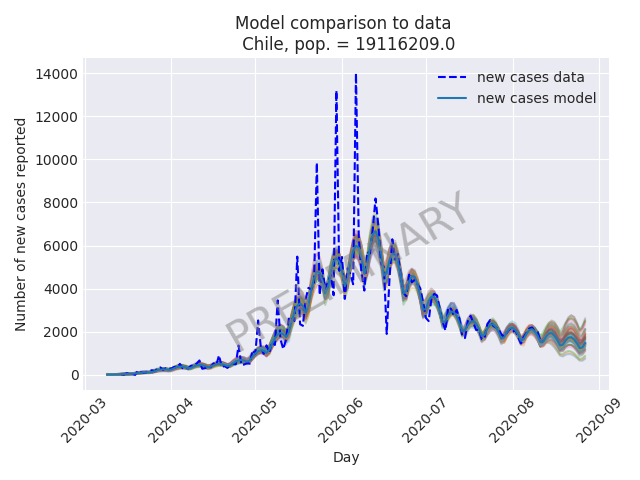 Model comparison to data
Chile, pop. = 19116209.0
new cases data
new cases model
14000
12000
10000
8000
6000
4000
2000
0
Number of new cases reported
PRELIMINARY
2020-03
2020-04
2020-05
2020-06
2020-07
2020-08
2020-09
Day